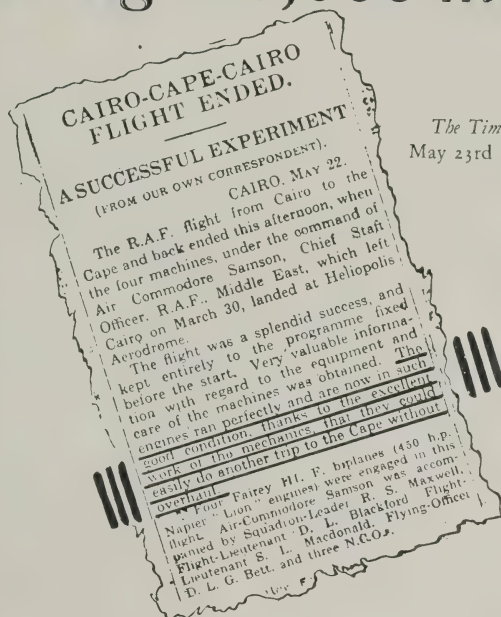 CAIRO-CAPE-CAIRO
FLIGHT ENDED.
A SUCCESSFUL EXPERIMENT
(FROM OUR OWN CORRESPONDENT).
CAIRO. MAY 22.
The R.A.F. flight from Cairo to the
Cape and back ended this afternoon, when
the four machines, under the command of
Air Commodore Samson, Chief Staff
Officer, R.A.F., Middle East, which left
Cairo on March 30, landed at Heliopolis
Aerodrome.
The flight was a splendid success, and
kept entirely to the programme fixed
before the start. Very valuable informa-
tion with regard to the equipment and
care of the machines was obtained. The
engines ran perfectly and are now in such
good condition, thanks to the excellent
work of the mechanics, that they could
easily do another trip to the Cape without
overhaul.
Four Fairey III. F. biplanes (450 h.p.
Napier "Lion" engines) were engaged in this
flight. Air-Commodore Samson was accom-
panied by Squadron-Leader R. S. Maxwell,
Flight-Lieutenant D. L. Blackford Flight-
Lieutenant S. L. Macdonald, Flying-Officer
D. L. G. Bett, and three N.C.O.s.
The Tim
May 23rd